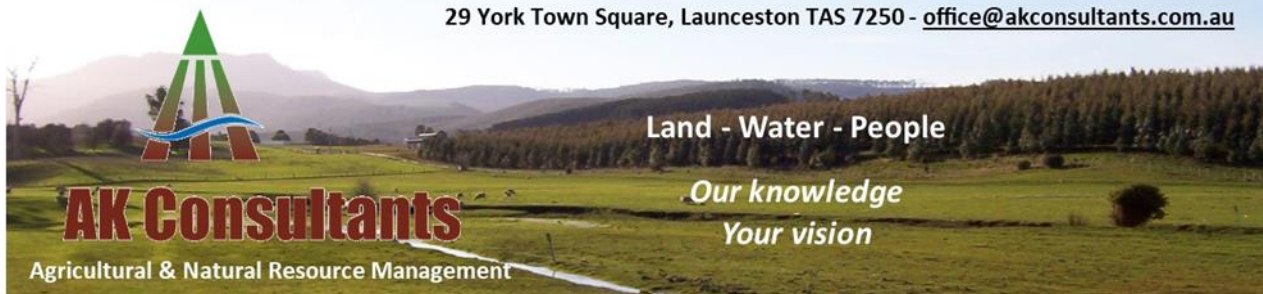 29 York Town Square, Launceston TAS 7250 - office@akconsultants.com.au
Land - Water - People
Our knowledge
Your vision
AK Consultants
Agricultural & Natural Resource Management